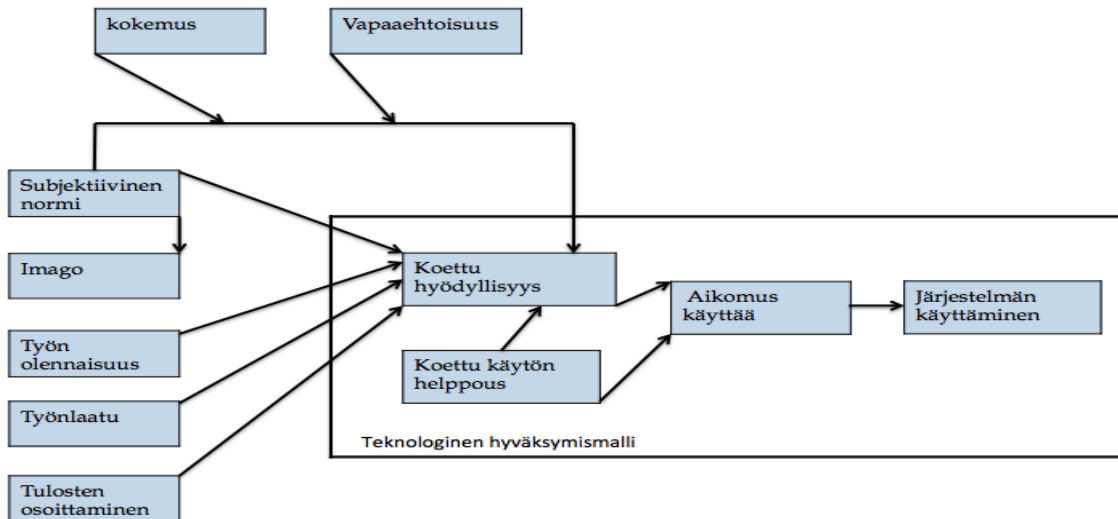 kokemus
Vapaaehtoisuus
Subjektiivinen
normi
Imago
Koettu
hyödyllisyys
Aikomus
käyttää
Järjestelmän
käyttäminen
Työn
olennaisuus
Koettu käytön
helppous
Työnlaatu
Teknologinen hyväksymismalli
Tulosten
osoittaminen